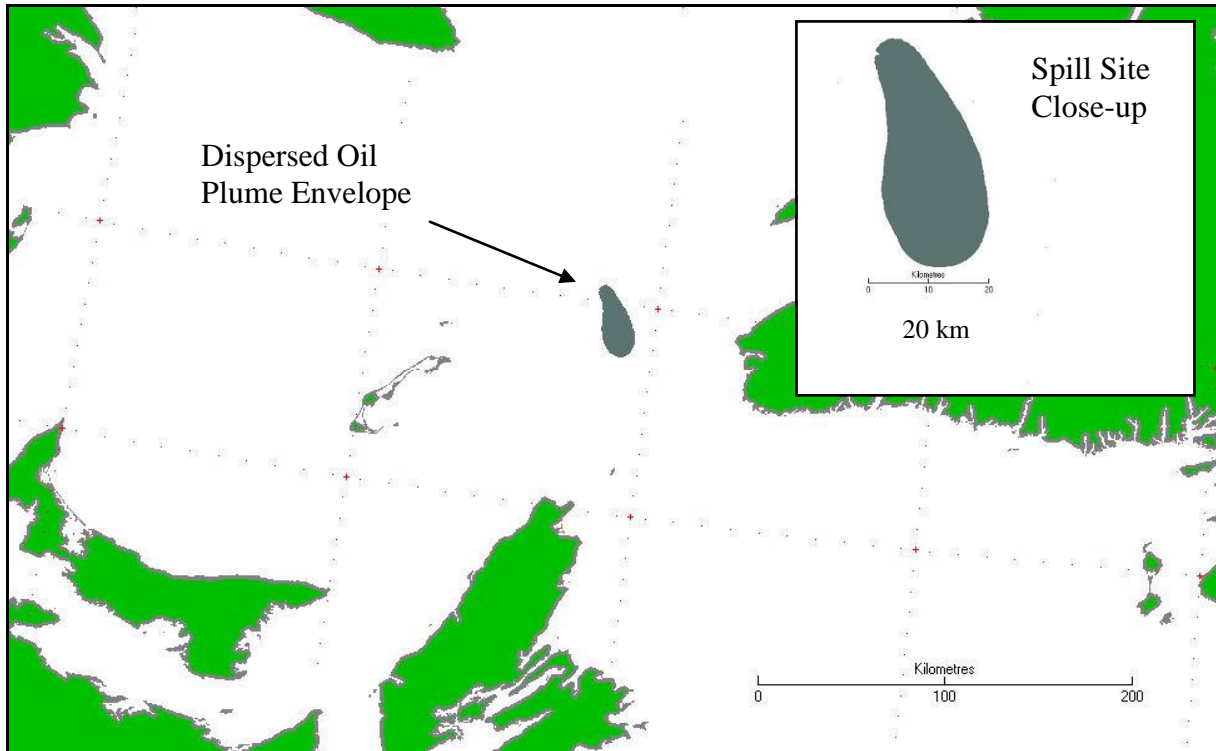 Dispersed Oil
Plume Envelope
Spill Site
Close-up
Kilometres
0 10 20
20 km
Kilometres
0 100 200